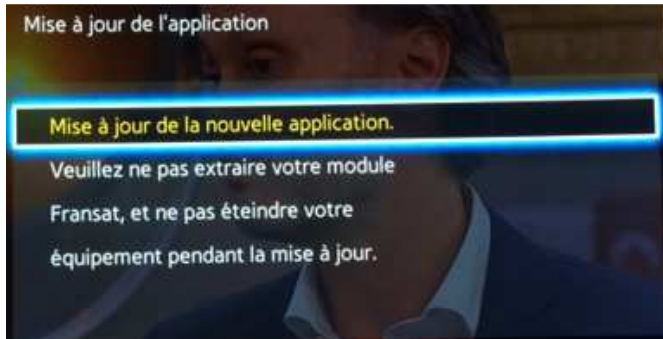 Mise à jour de l'application
Mise à jour de la nouvelle application.
Veuillez ne pas extraire votre module
Fransat, et ne pas éteindre votre
équipement pendant la mise à jour.